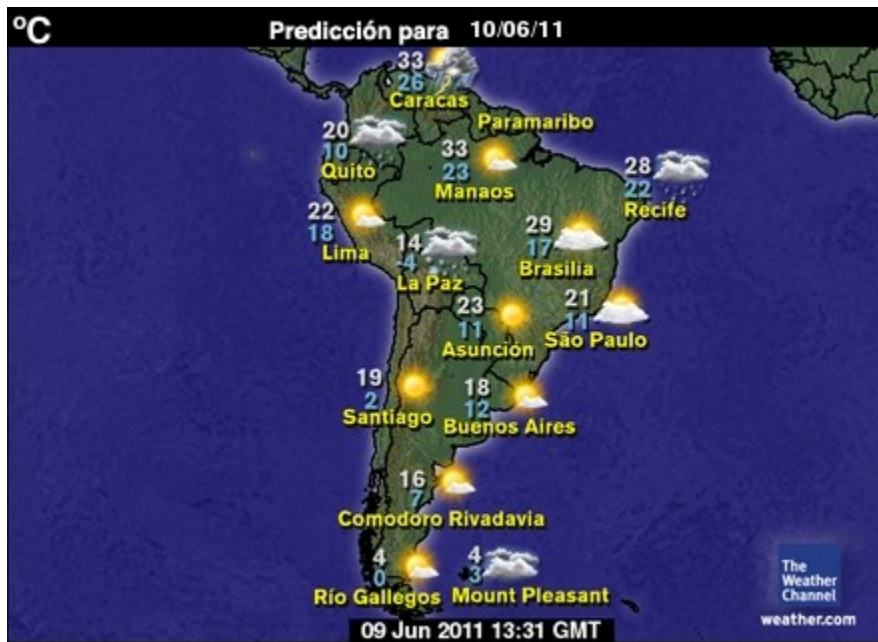 ºC
Predicción para 10/06/11
33
26
Caracas
Paramaribo
20
10
Quito
33
23
Manaos
28
22
Recife
22
18
Lima
14
-4
La Paz
29
17
Brasilia
23
11
Asunción
21
11
São Paulo
19
2
Santiago
18
12
Buenos Aires
16
7
Comodoro Rivadavia
4
0
Río Gallegos
4
3
Mount Pleasant
The
Weather
Channel
weather.com
09 Jun 2011 13:31 GMT